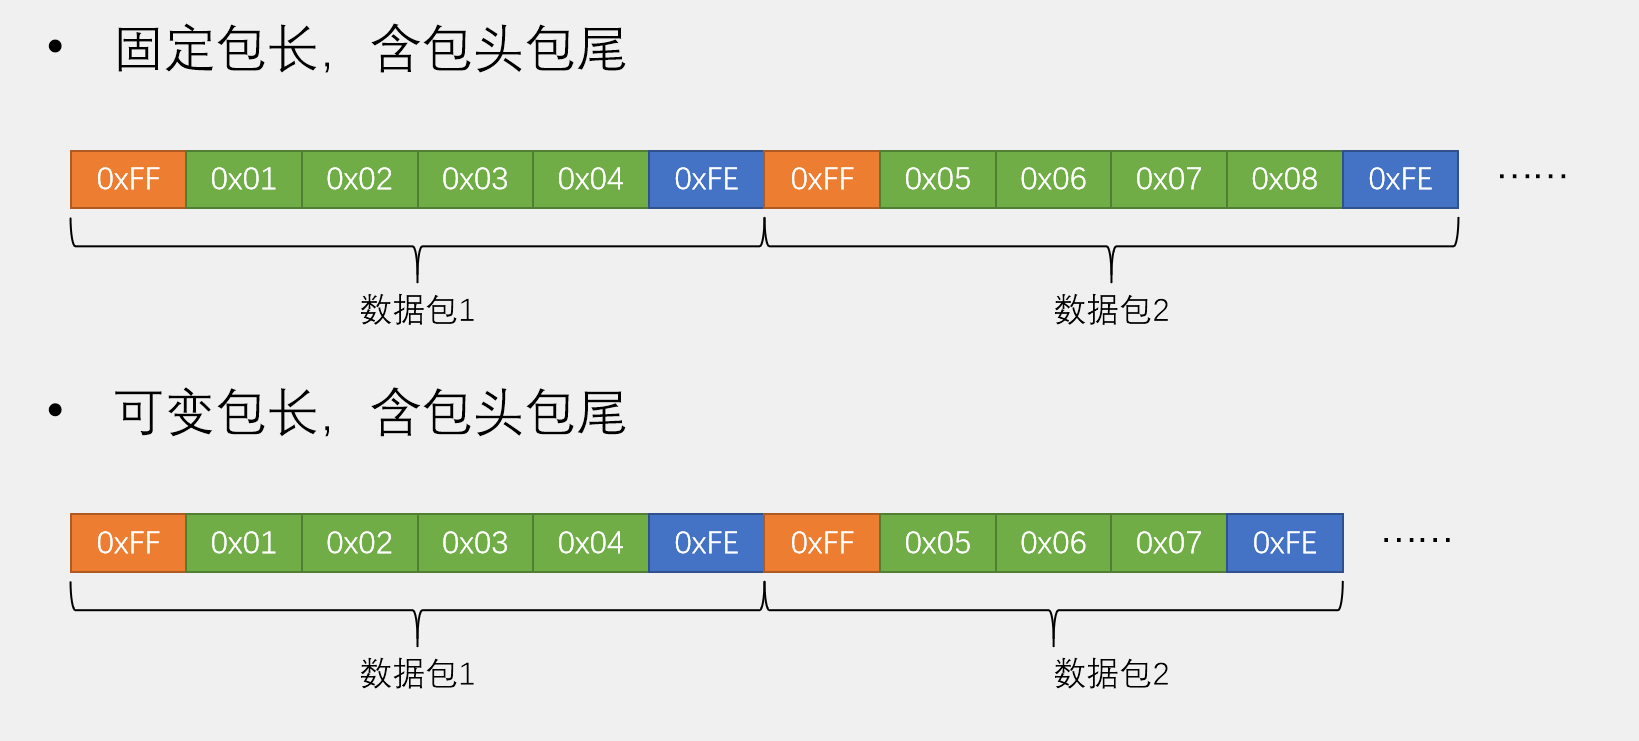 • 固定包长，含包头包尾
0xFF 0x01 0x02 0x03 0x04 0xFE 0xFF 0x05 0x06 0x07 0x08 0xFE ……
数据包1 数据包2
• 可变包长，含包头包尾
0xFF 0x01 0x02 0x03 0x04 0xFE 0xFF 0x05 0x06 0x07 0xFE ……
数据包1 数据包2